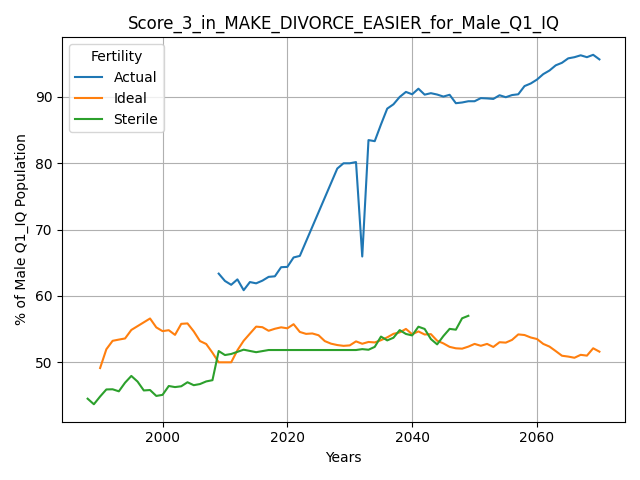 Score_3_in_MAKE_DIVORCE_EASIER_for_Male_Q1_IQ
Fertility
Actual
Ideal
Sterile
% of Male Q1_IQ Population
90
80
70
60
50
2000
2020
2040
2060
Years